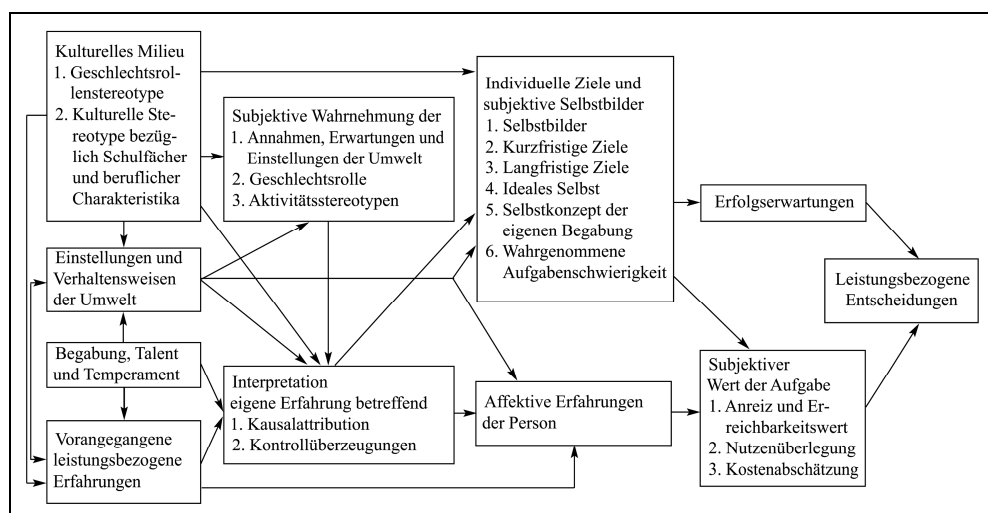 Kulturelles Milieu
1. Geschlechtsrol-
lenstereotype
2. Kulturelle Ste-
reotype bezüg-
lich Schulfächer
und beruflicher
Charakteristika
Einstellungen und
Verhaltensweisen
der Umwelt
Begabung, Talent
und Temperament
Vorangegangene
leistungsbezogene
Erfahrungen
Subjektive Wahrnehmung der
1. Annahmen, Erwartungen und
Einstellungen der Umwelt
2. Geschlechtsrolle
3. Aktivitätsstereotypen
Interpretation
eigene Erfahrung betreffend
1. Kausalattribution
2. Kontrollüberzeugungen
Individuelle Ziele und
subjektive Selbstbilder
1. Selbstbilder
2. Kurzfristige Ziele
3. Langfristige Ziele
4. Ideales Selbst
5. Selbstkonzept der
eigenen Begabung
6. Wahrgenommene
Aufgabenschwierigkeit
Affektive Erfahrungen
der Person
Erfolgserwartungen
Subjektiver
Wert der Aufgabe
1. Anreiz und Er-
reichbarkeitswert
2. Nutzenüberlegung
3. Kostenabschätzung
Leistungsbezogene
Entscheidungen